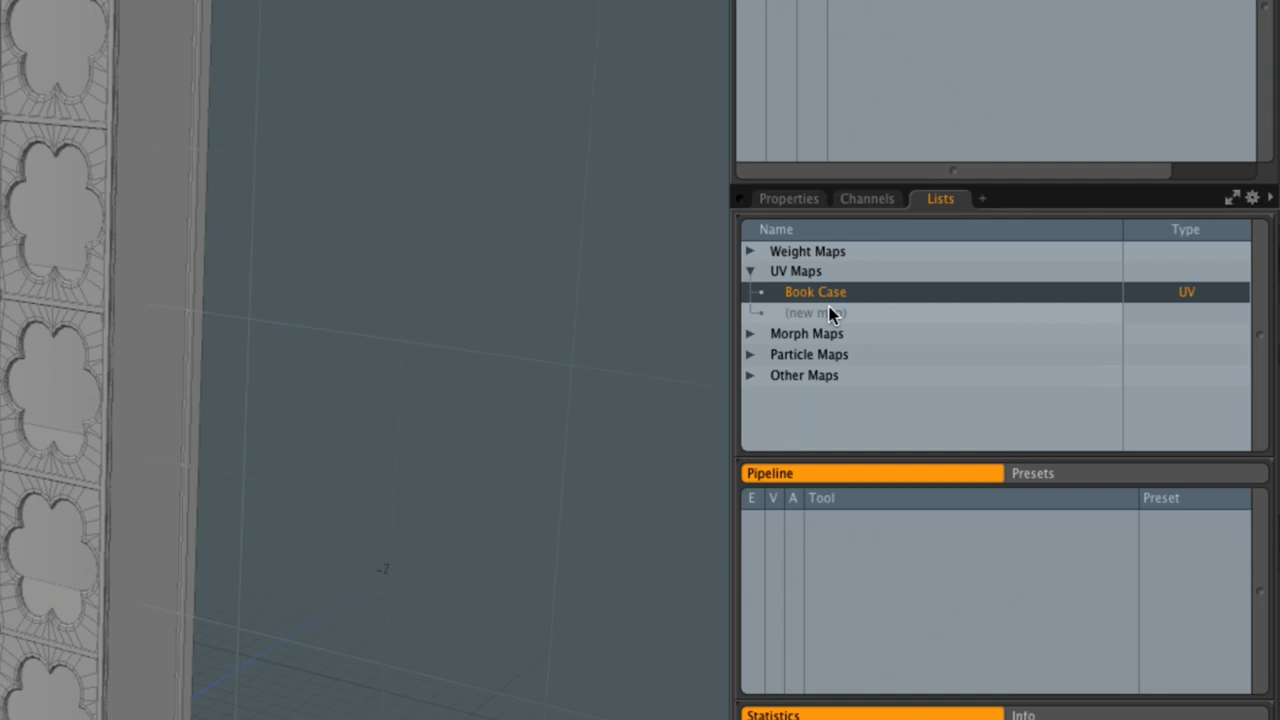 Properties Channels Lists +
Name Type
Weight Maps
UV Maps
Book Case UV
(new m
Morph Maps
Particle Maps
Other Maps
Pipeline Presets
E V A Tool Preset
-Z
Statistics Info